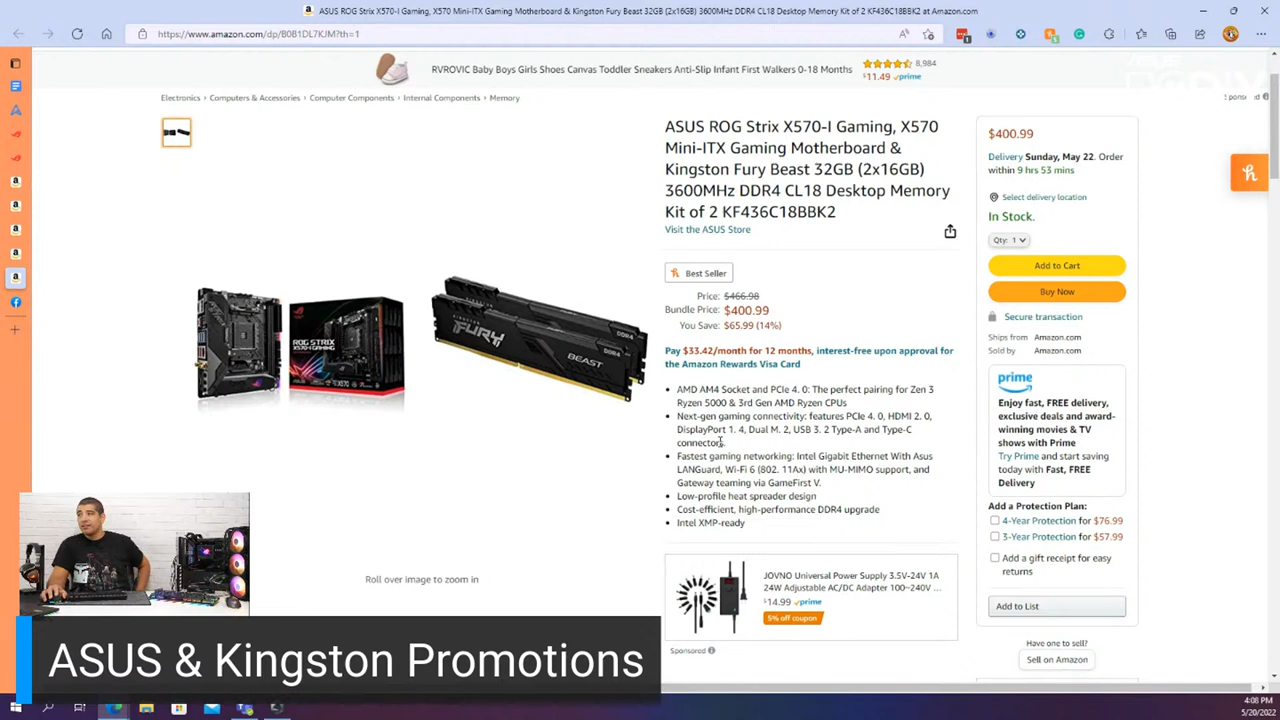 ASUS ROG Strix X570-I Gaming, X570 Mini-ITX Gaming Motherboard & Kingston Fury Beast 32GB (2x16GB) 3600MHz DDR4 CL18 Desktop Memory Kit of 2 KF436C18BBK2 at Amazon.com
https://www.amazon.com/dp/B0B1DL7KJM?th=1
RVROVIC Baby Boys Girls Shoes Canvas Toddler Sneakers Anti-Slip Infant First Walkers 0-18 Months
8,984
$11.49 prime
Electronics › Computers & Accessories › Computer Components › Internal Components › Memory
ASUS ROG Strix X570-I Gaming, X570
Mini-ITX Gaming Motherboard &
Kingston Fury Beast 32GB (2x16GB)
3600MHz DDR4 CL18 Desktop Memory
Kit of 2 KF436C18BBK2
Visit the ASUS Store
Best Seller
Price: $466.98
Bundle Price: $400.99
You Save: $65.99 (14%)
Pay $33.42/month for 12 months, interest-free upon approval for
the Amazon Rewards Visa Card
• AMD AM4 Socket and PCIe 4. 0: The perfect pairing for Zen 3
Ryzen 5000 & 3rd Gen AMD Ryzen CPUs
• Next-gen gaming connectivity: features PCIe 4. 0, HDMI 2. 0,
DisplayPort 1. 4, Dual M. 2, USB 3. 2 Type-A and Type-C
connectors.
• Fastest gaming networking: Intel Gigabit Ethernet With Asus
LANGuard, Wi-Fi 6 (802. 11Ax) with MU-MIMO support, and
Gateway teaming via GameFirst V.
• Low-profile heat spreader design
• Cost-efficient, high-performance DDR4 upgrade
• Intel XMP-ready
ROG STRIX
X570-I GAMING
FURY
BEAST
DDR4
DDR4
Roll over image to zoom in
JOVNO Universal Power Supply 3.5V-24V 1A
24W Adjustable AC/DC Adapter 100~240V ...
$14.99 prime
5% off coupon
Sponsored
$400.99
Delivery Sunday, May 22. Order
within 9 hrs 53 mins
Select delivery location
In Stock.
Qty: 1
Add to Cart
Buy Now
Secure transaction
Ships from Amazon.com
Sold by Amazon.com
prime
Enjoy fast, FREE delivery,
exclusive deals and award-
winning movies & TV
shows with Prime
Try Prime and start saving
today with Fast, FREE
Delivery
Add a Protection Plan:
4-Year Protection for $76.99
3-Year Protection for $57.99
Add a gift receipt for easy
returns
Add to List
Have one to sell?
Sell on Amazon
ASUS & Kingston Promotions
4:08 PM
5/20/2022